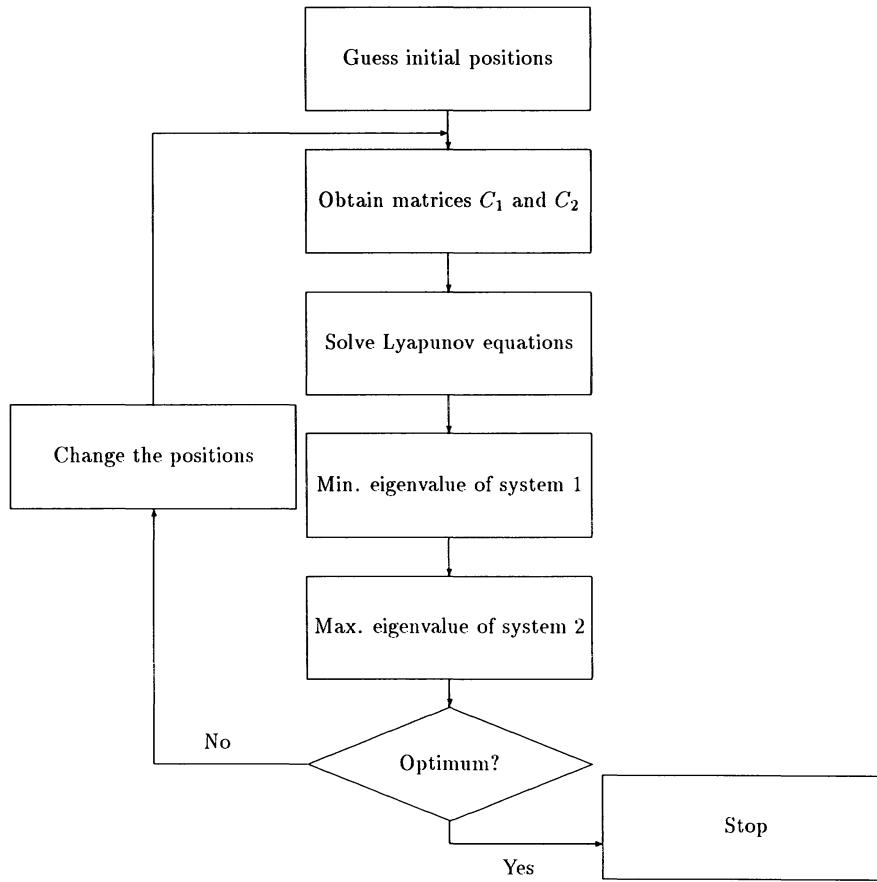 Guess initial positions
Obtain matrices C₁ and C₂
Solve Lyapunov equations
Change the positions
Min. eigenvalue of system 1
Max. eigenvalue of system 2
No
Optimum?
Stop
Yes